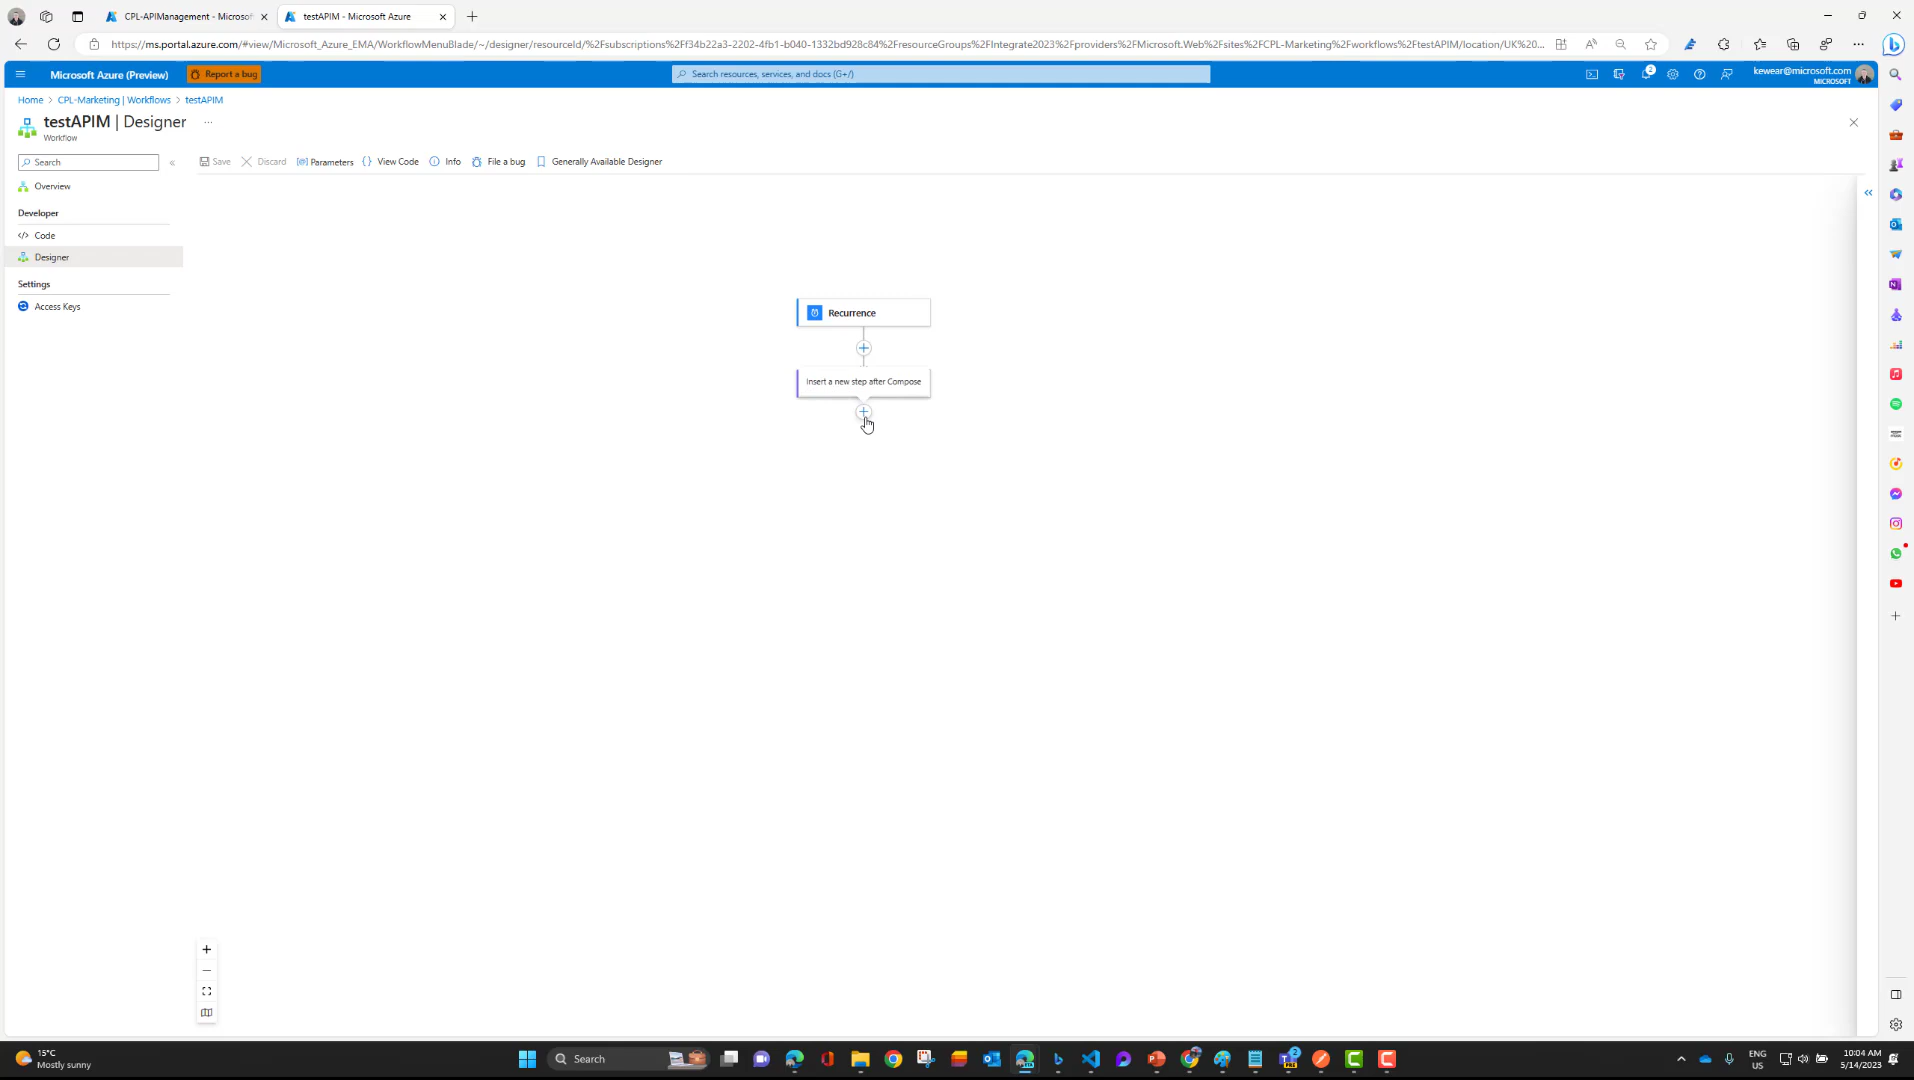 CPL-APIManagement - Microsof
testAPIM - Microsoft Azure
https://ms.portal.azure.com/#view/Microsoft_Azure_EMA/WorkflowMenuBlade/~/designer/resourceId/%2Fsubscriptions%2Ff34b22a3-2202-4fb1-b040-1332bd928c84%2FresourceGroups%2FIntegrate2023%2Fproviders%2FMicrosoft.Web%2Fsites%2FCPL-Marketing%2Fworkflows%2FtestAPIM/location/UK%20...
Microsoft Azure (Preview)
Report a bug
Search resources, services, and docs (G+/)
2
kewear@microsoft.com
MICROSOFT
Home > CPL-Marketing | Workflows > testAPIM
testAPIM | Designer ...
Workflow
Search
Save
Discard
Parameters
View Code
Info
File a bug
Generally Available Designer
Overview
Developer
Code
Designer
Settings
Access Keys
Recurrence
Insert a new step after Compose
15°C
Mostly sunny
Search
2
ENG
US
10:04 AM
5/14/2023